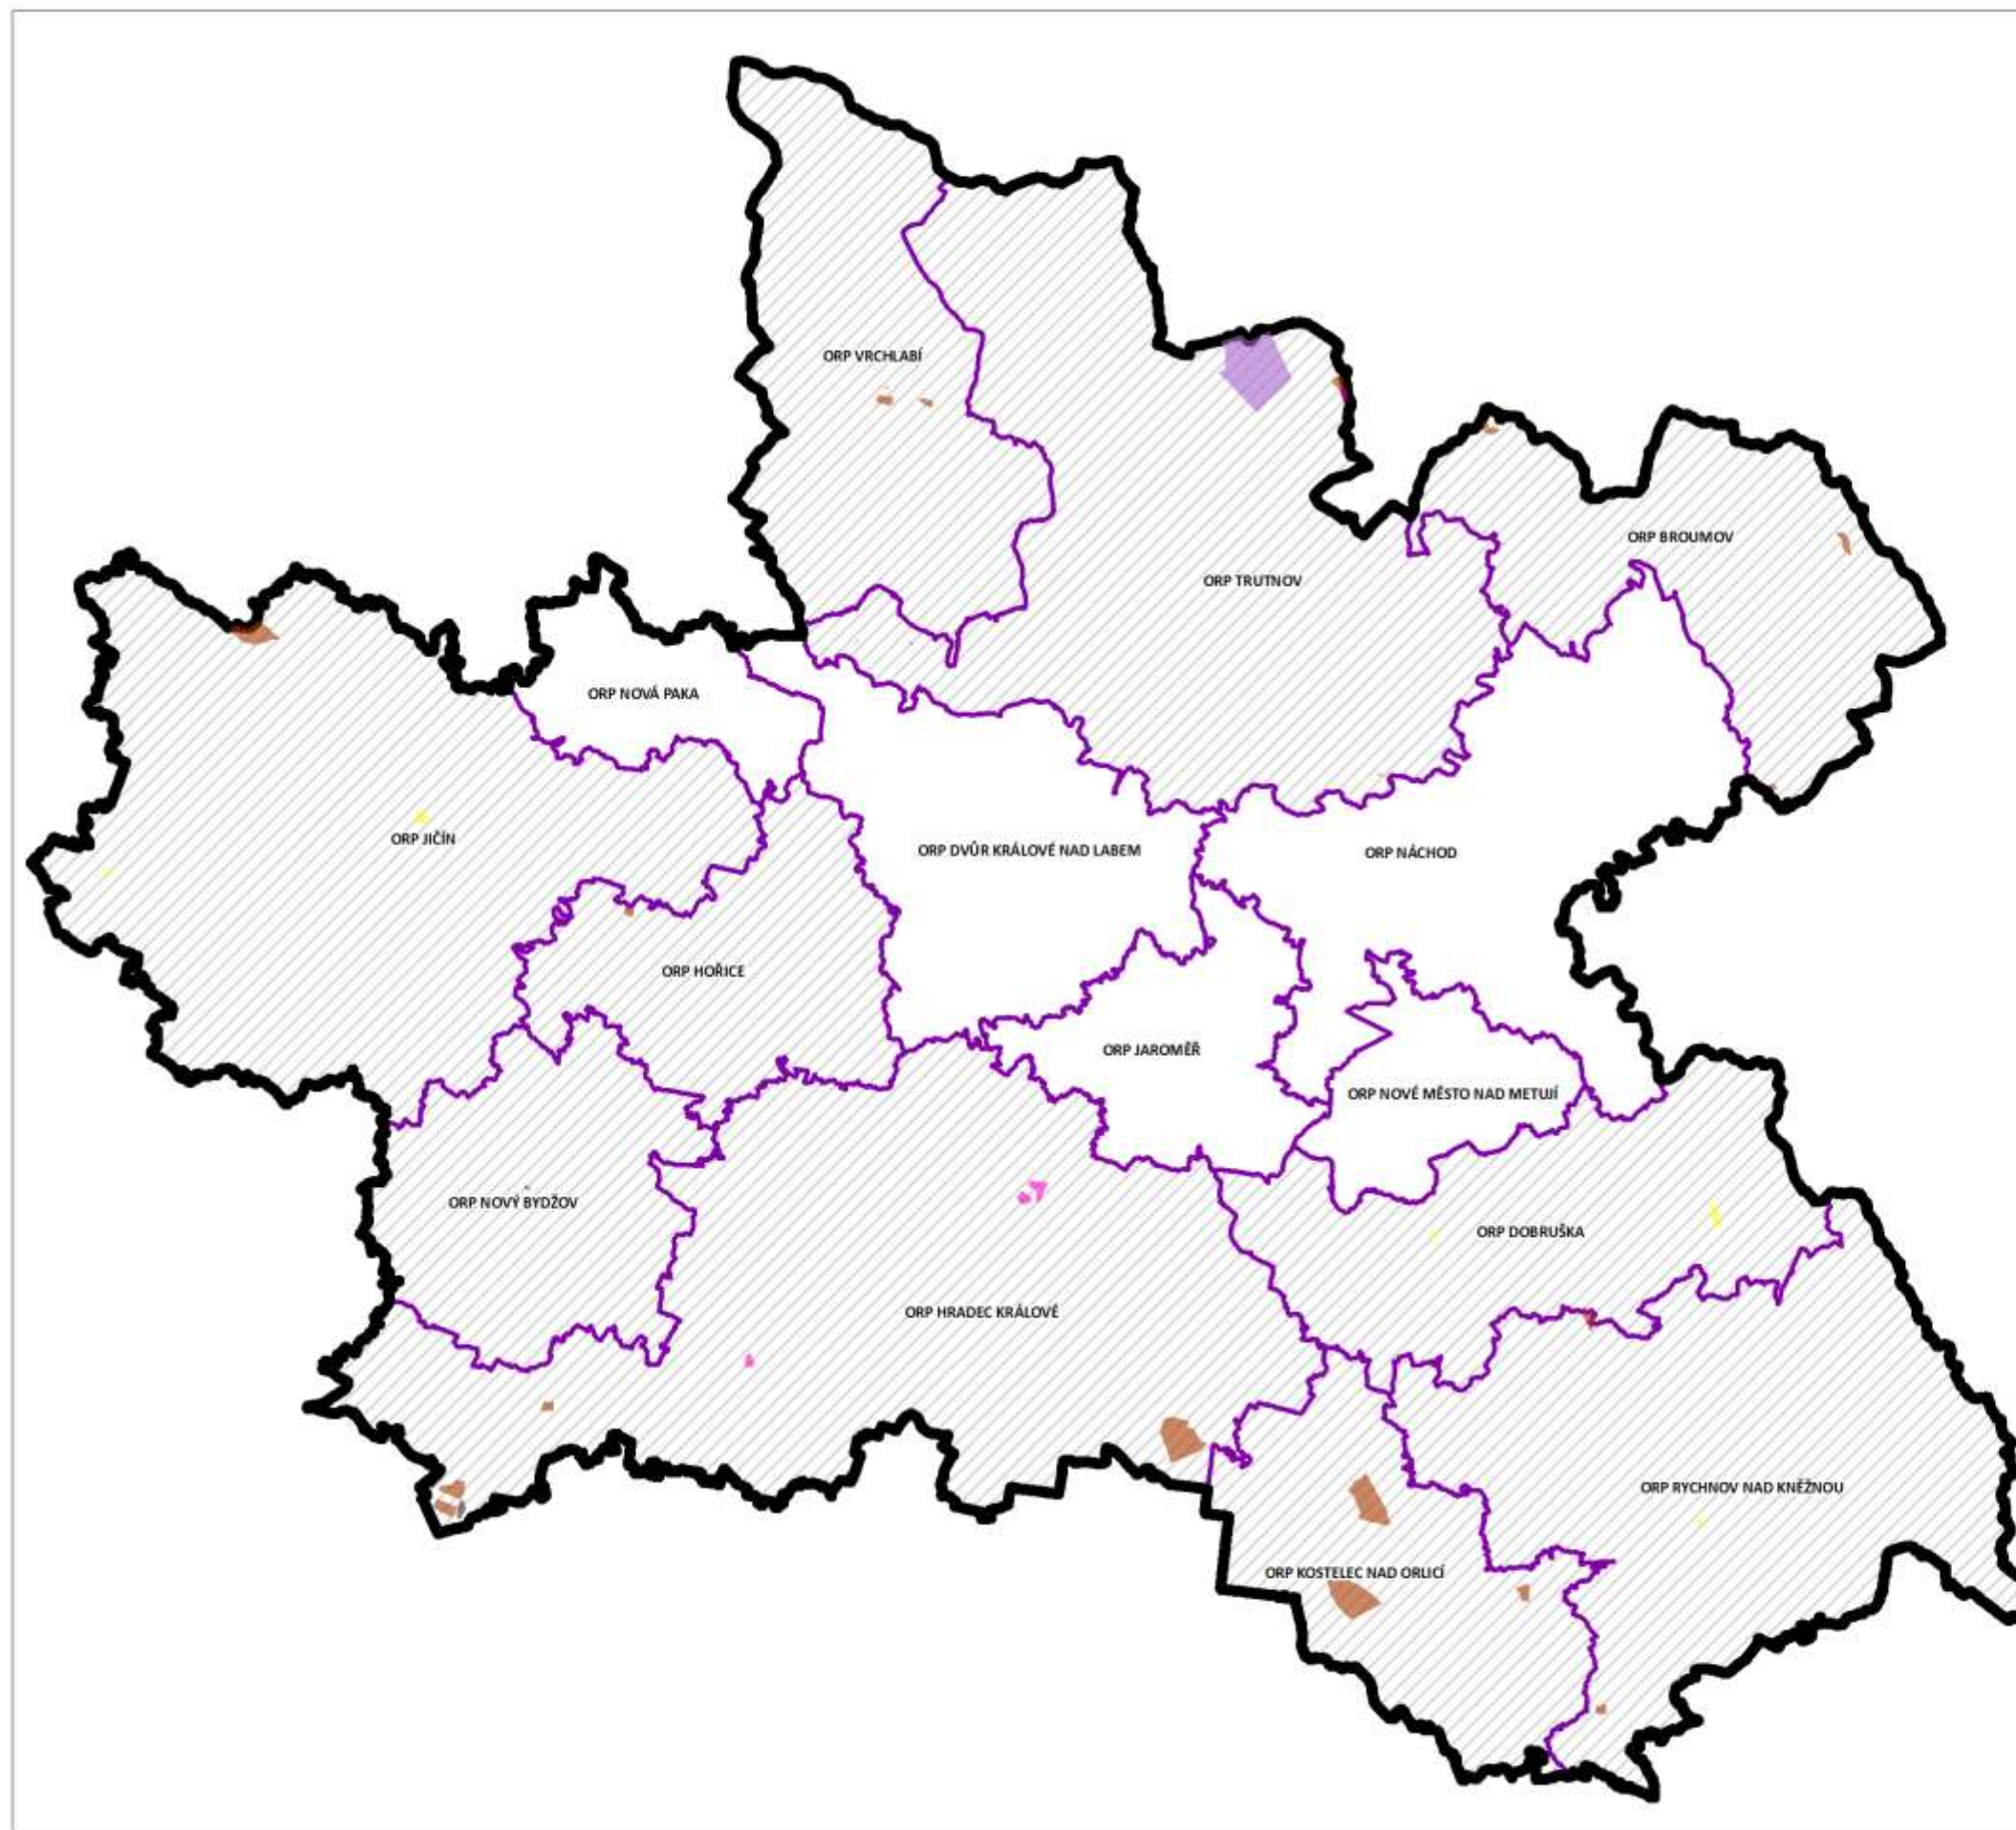 ORP VRCHLABÍ
ORP BROUMOV
ORP TRUTNOV
ORP NOVÁ PAKA
ORP JIČÍN
ORP DVŮR KRÁLOVÉ NAD LABEM
ORP NÁCHOD
ORP HOŘICE
ORP JAROMĚŘ
ORP NOVÉ MĚSTO NAD METUJÍ
ORP NOVÝ BYDŽOV
ORP DOBRUŠKA
ORP HRADEC KRÁLOVÉ
ORP RYCHNOV NAD KNĚŽNOU
ORP KOSTELEC NAD ORLICÍ